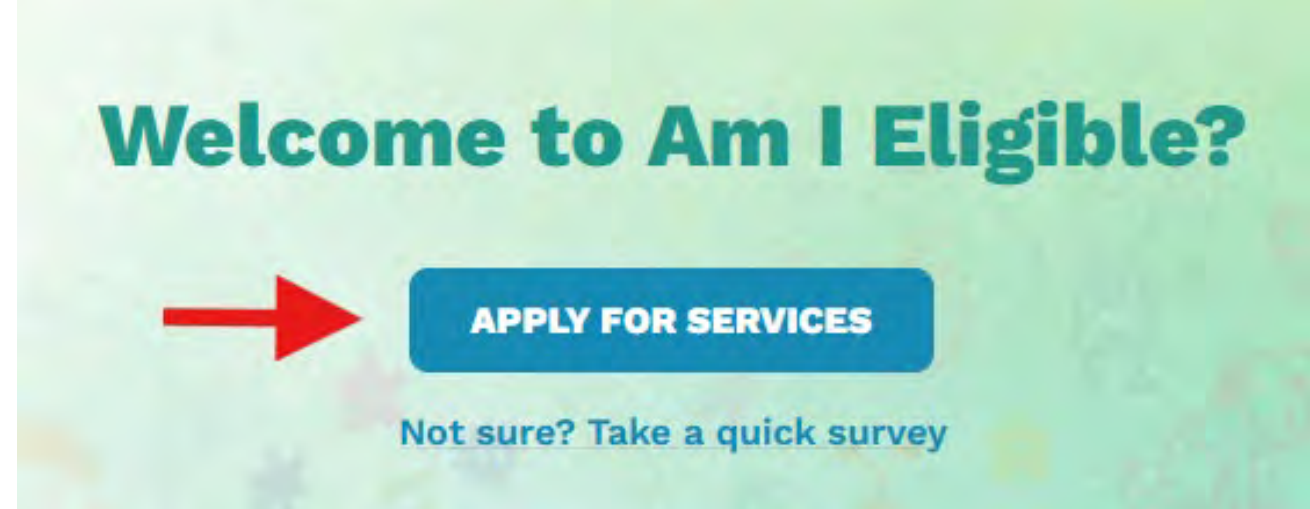 Welcome to Am I Eligible?
APPLY FOR SERVICES
Not sure? Take a quick survey